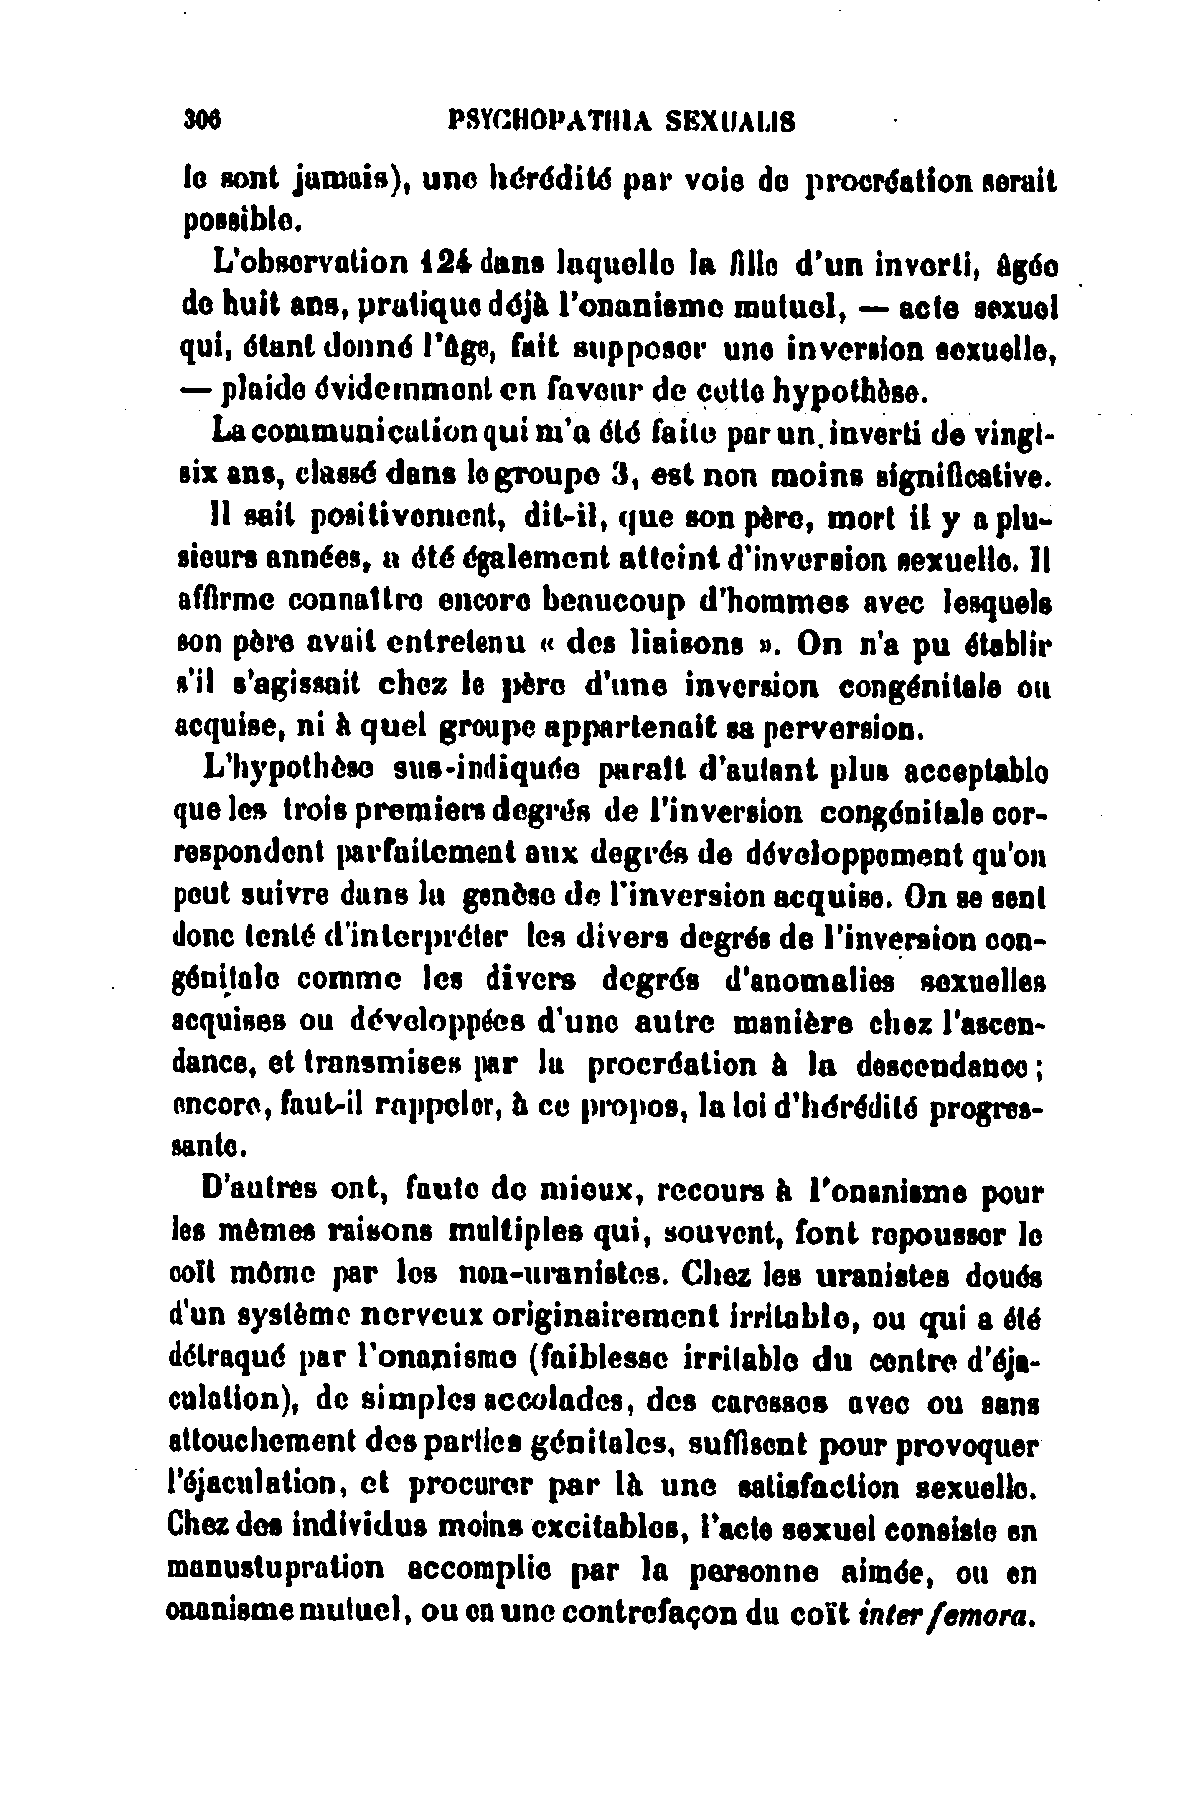 306 PSYCHOPATHIA SEXUALIS
le sont jamais), une hérédité par voie de procréation serait
possible.
L'observation 124 dans laquelle la fille d'un inverti, âgée
de huit ans, pratique déjà l'onanisme mutuel, — acte sexuel
qui, étant donné l'âge, fait supposer une inversion sexuelle,
— plaide évidemment en faveur de cette hypothèse.
La communication qui m'a été faite par un inverti de vingt-
six ans, classé dans le groupe 3, est non moins significative.
Il sait positivement, dit-il, que son père, mort il y a plu-
sieurs années, a été également atteint d'inversion sexuelle. Il
affirme connaître encore beaucoup d'hommes avec lesquels
son père avait entretenu « des liaisons ». On n'a pu établir
s'il s'agissait chez le père d'une inversion congénitale ou
acquise, ni à quel groupe appartenait sa perversion.
L'hypothèse sus-indiquée paraît d'autant plus acceptable
que les trois premiers degrés de l'inversion congénitale cor-
respondent parfaitement aux degrés de développement qu'on
peut suivre dans la genèse de l'inversion acquise. On se sent
donc tenté d'interpréter les divers degrés de l'inversion con-
génitale comme les divers degrés d'anomalies sexuelles
acquises ou développées d'une autre manière chez l'ascen-
dance, et transmises par la procréation à la descendance ;
encore, faut-il rappeler, à ce propos, la loi d'hérédité progres-
sante.
D'autres ont, faute de mieux, recours à l'onanisme pour
les mêmes raisons multiples qui, souvent, font repousser le
coït même par les non-uranistes. Chez les uranistes doués
d'un système nerveux originairement irritable, ou qui a été
détraqué par l'onanisme (faiblesse irritable du centre d'éja-
culation), de simples accolades, des caresses avec ou sans
attouchement des parties génitales, suffisent pour provoquer
l'éjaculation, et procurer par là une satisfaction sexuelle.
Chez des individus moins excitables, l'acte sexuel consiste en
manustupration accomplie par la personne aimée, ou en
onanisme mutuel, ou en une contrefaçon du coït inter femora.